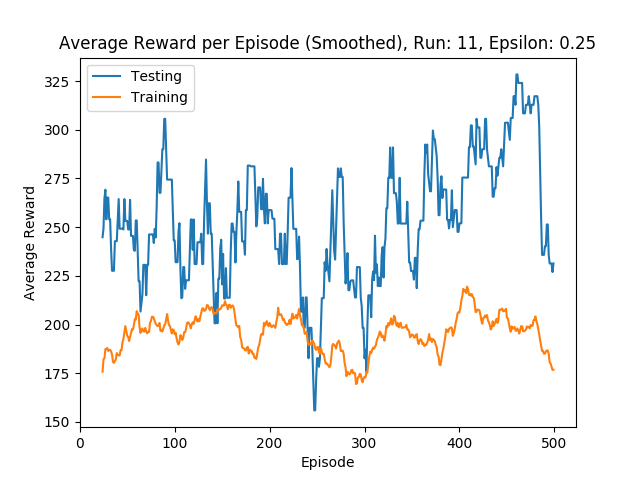 Average Reward per Episode (Smoothed), Run: 11, Epsilon: 0.25
Testing
Training
325
300
275
250
225
200
175
150
Average Reward
0 100 200 300 400 500
Episode